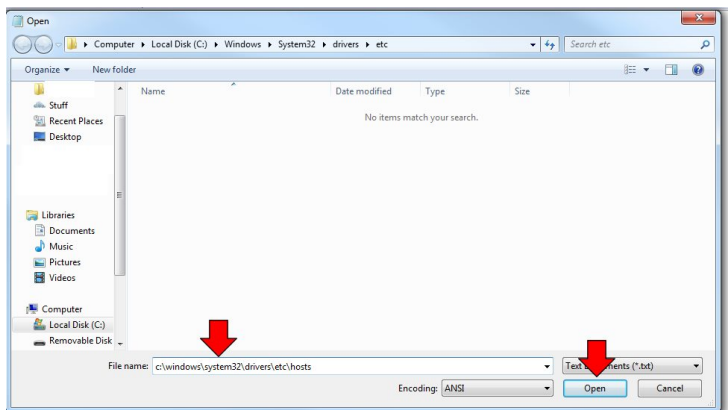 Open
Computer ▸ Local Disk (C:) ▸ Windows ▸ System32 ▸ drivers ▸ etc
Search etc
Organize
New folder
Name
Date modified
Type
Size
No items match your search.
Stuff
Recent Places
Desktop
Libraries
Documents
Music
Pictures
Videos
Computer
Local Disk (C:)
Removable Disk
File name: c:\windows\system32\drivers\etc\hosts
(*.txt)
Encoding: ANSI
Open
Cancel